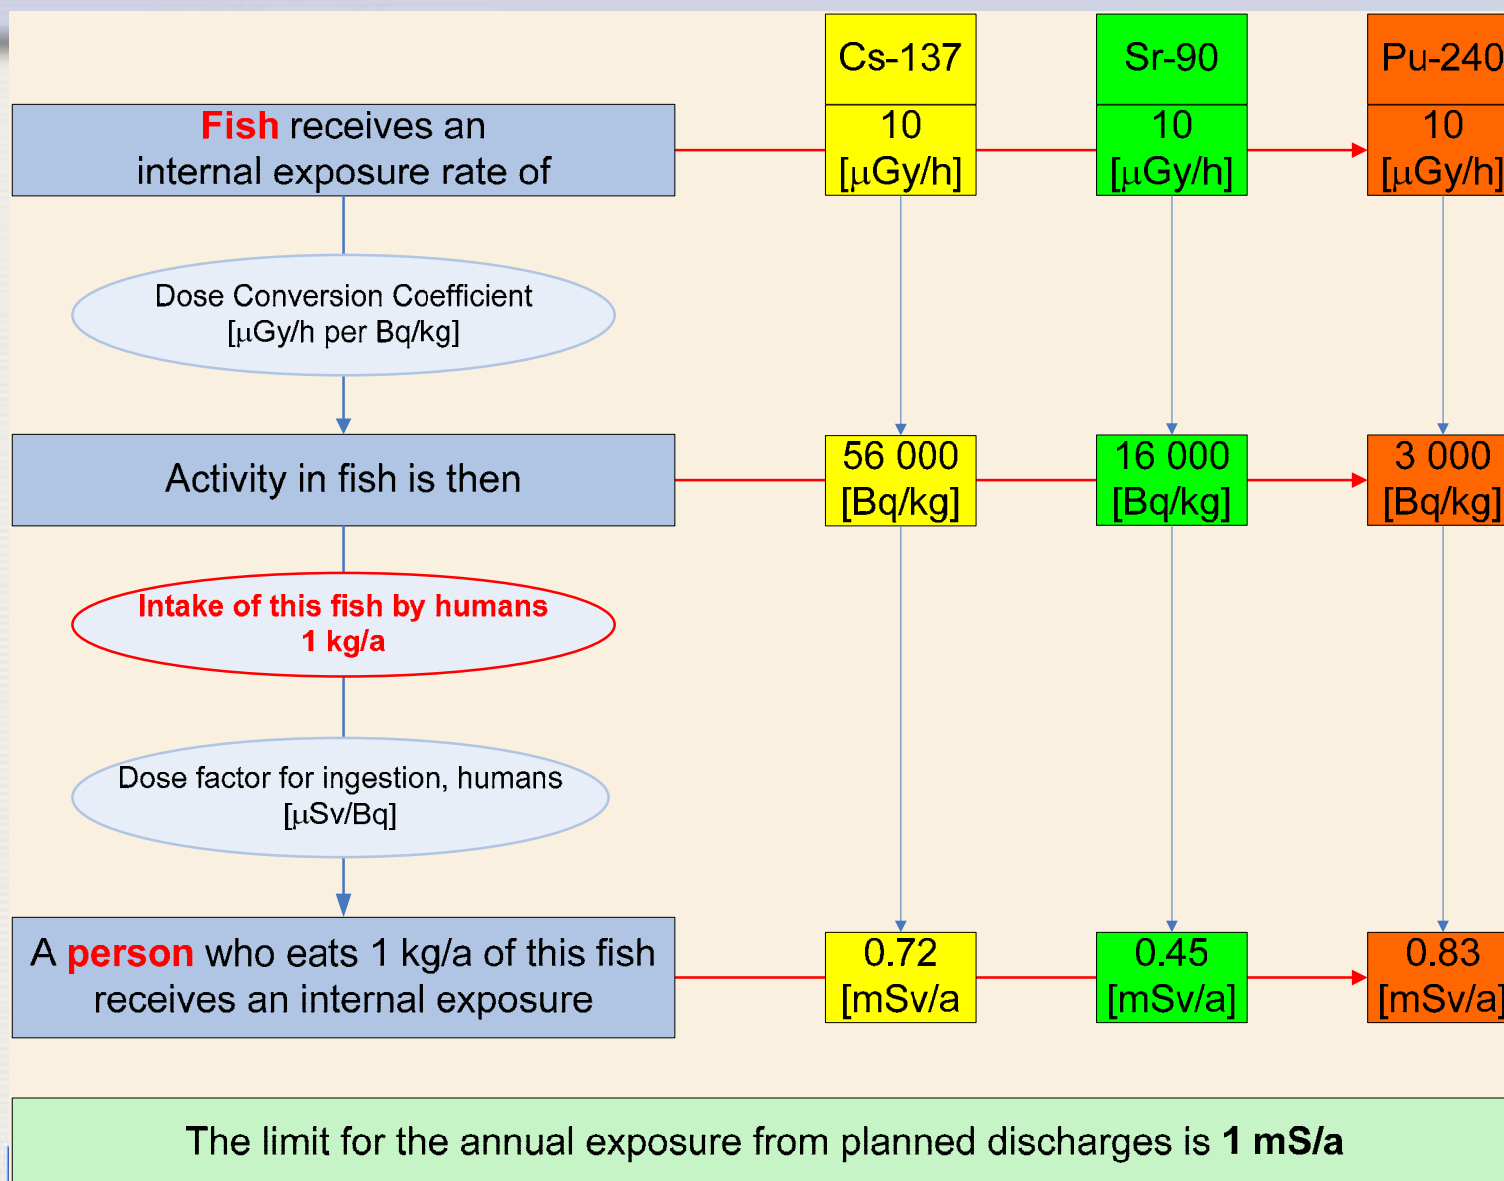 Cs-137
Sr-90
Pu-240
Fish receives an
internal exposure rate of
10
[μGy/h]
10
[μGy/h]
10
[μGy/h]
Dose Conversion Coefficient
[μGy/h per Bq/kg]
Activity in fish is then
56 000
[Bq/kg]
16 000
[Bq/kg]
3 000
[Bq/kg]
Intake of this fish by humans
1 kg/a
Dose factor for ingestion, humans
[μSv/Bq]
A person who eats 1 kg/a of this fish
receives an internal exposure
0.72
[mSv/a
0.45
[mSv/a]
0.83
[mSv/a]
The limit for the annual exposure from planned discharges is 1 mS/a